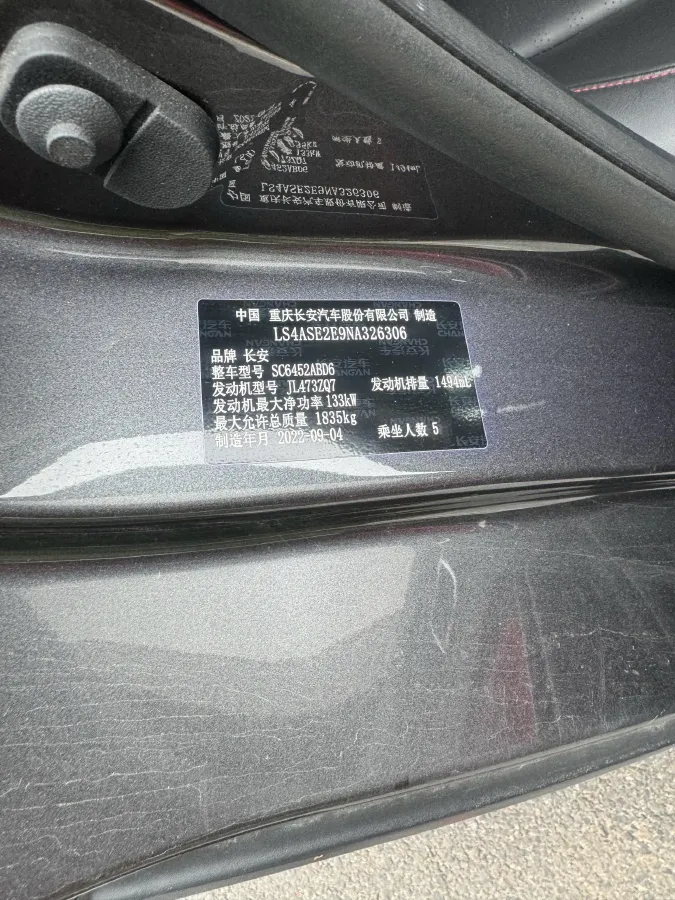 中国 重庆长安汽车股份有限公司 制造
LS4ASE2E9NA326306
品牌 长安
整车型号 SC6452ABD6
发动机型号 JL473ZQ7 发动机排量 1494mL
发动机最大净功率 133kW
最大允许总质量 1835kg
制造年月 2022-09-04 乘坐人数 5